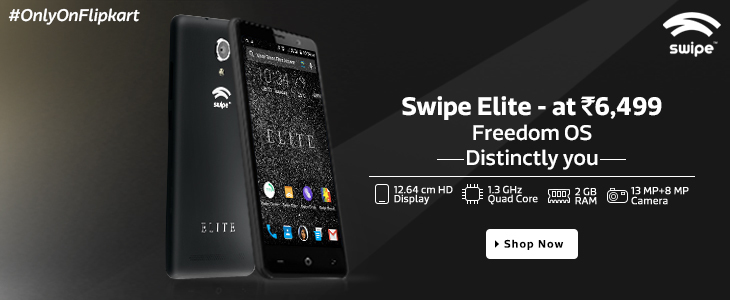 #OnlyOnFlipkart
swipe™
swipe
ELITE
ELITE
Swipe Elite - at ₹6,499
Freedom OS
Distinctly you
12.64 cm HD
Display
1.3 GHz
Quad Core
2 GB
RAM
13 MP+8 MP
Camera
Shop Now